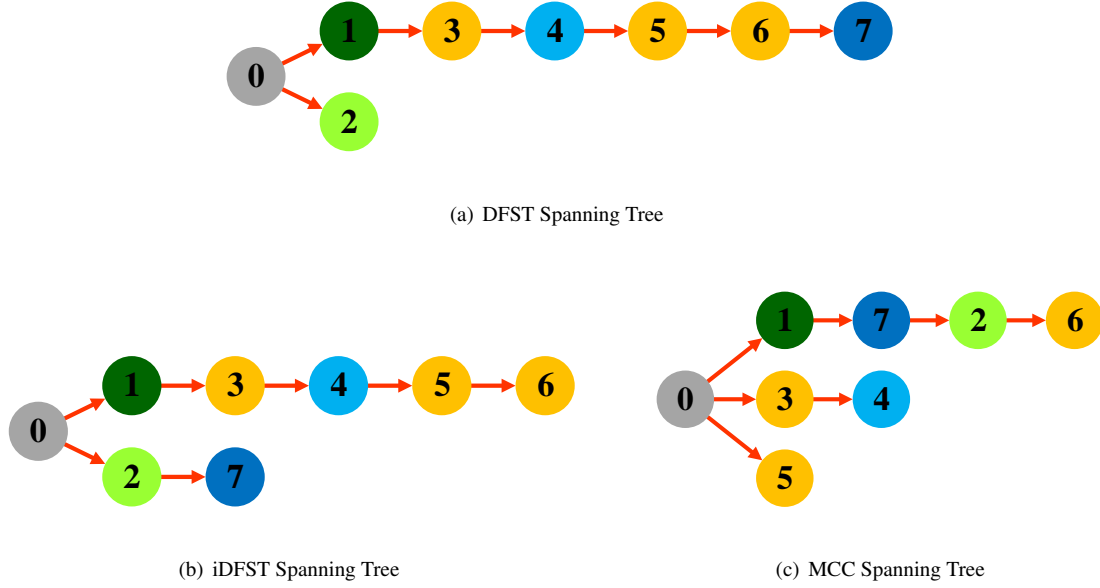 1 3 4 5 6 7
0
2
(a) DFST Spanning Tree
1 7 2 6
1 3 4 5 6
0 3 4
0
2 7
5
(b) iDFST Spanning Tree
(c) MCC Spanning Tree